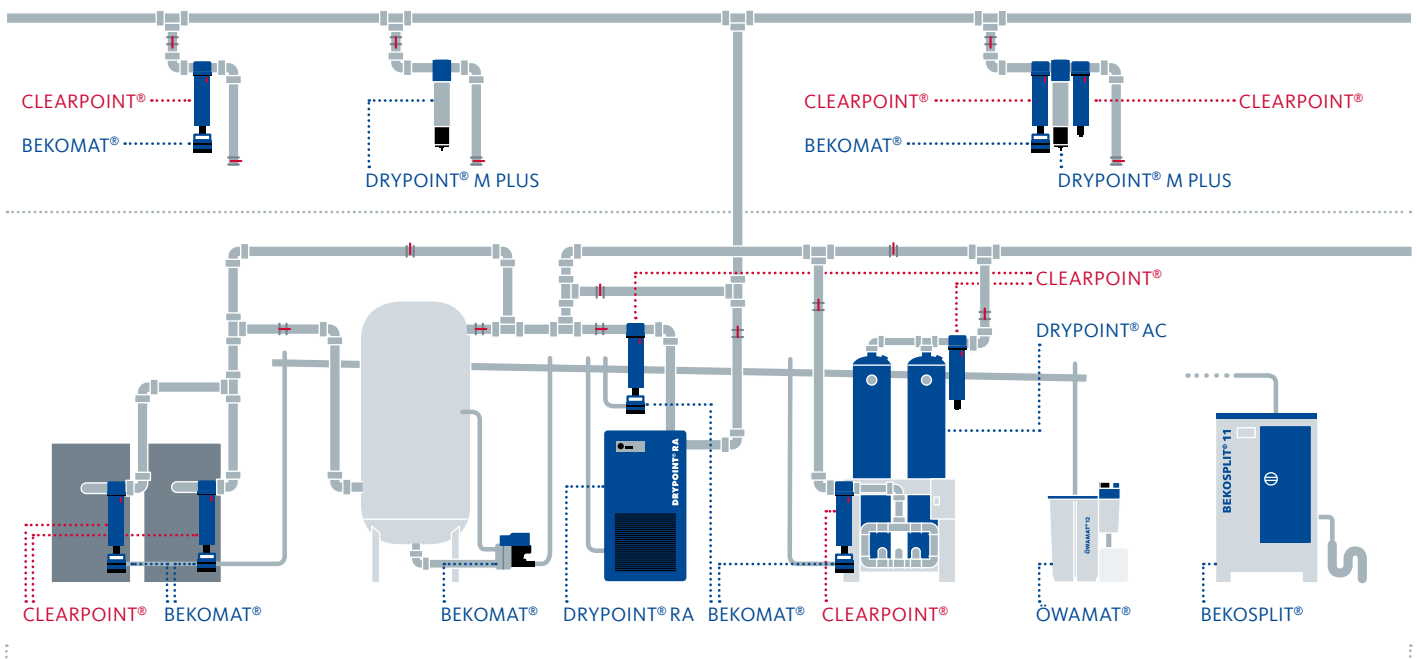 CLEARPOINT®
BEKOMAT®
DRYPOINT® M PLUS
CLEARPOINT®
CLEARPOINT®
BEKOMAT®
DRYPOINT® M PLUS
CLEARPOINT®
DRYPOINT® AC
DRYPOINT® RA
BEKOSPLIT® 11
ÖWAMAT® 12
CLEARPOINT®
BEKOMAT®
BEKOMAT®
DRYPOINT® RA
BEKOMAT®
CLEARPOINT®
ÖWAMAT®
BEKOSPLIT®